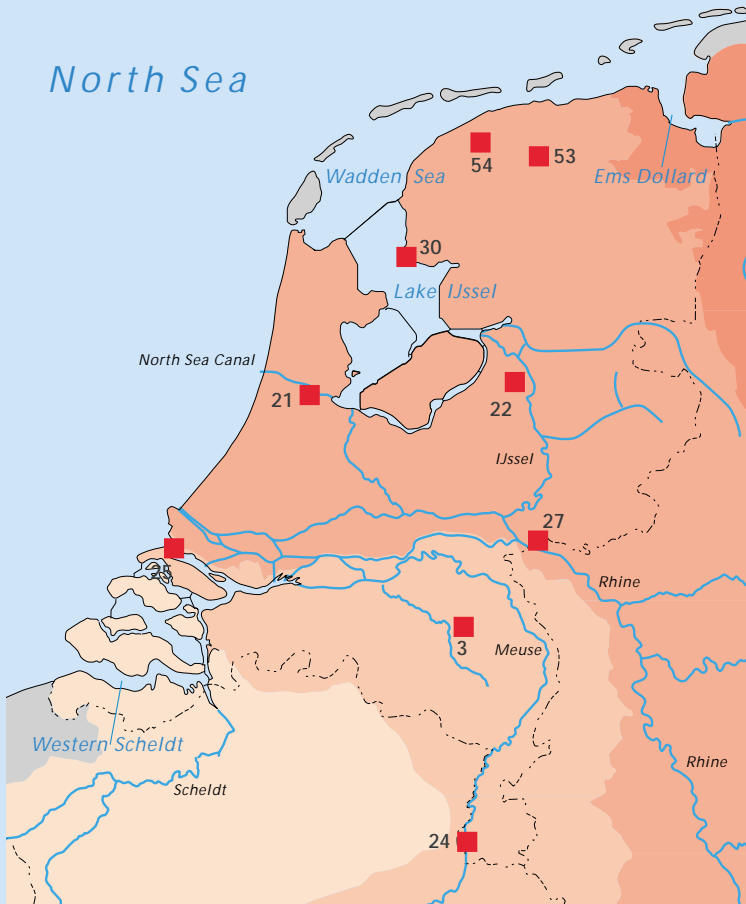 North Sea
54
53
Wadden Sea
Ems Dollard
30
Lake IJssel
North Sea Canal
21
22
IJssel
27
25
Rhine
3
Meuse
Western Scheldt
Rhine
Scheldt
24